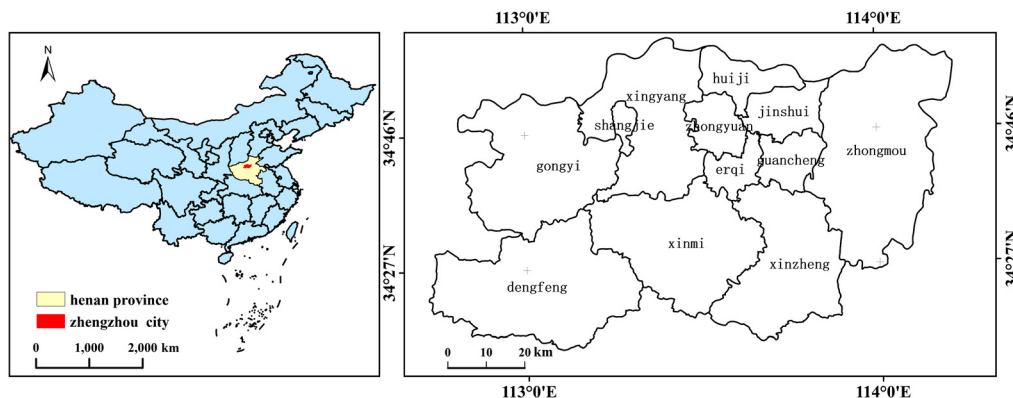 N
henan province
zhengzhou city
0 1,000 2,000 km
113°0'E 114°0'E
34°46'N
34°27'N
huiji
xingyang
jinshui
shangjie
zhongyuan
guancheng
zhongmou
gongyi
erqi
xinmi
xinzheng
dengfeng
0 10 20 km
34°46'N
34°27'N
113°0'E 114°0'E